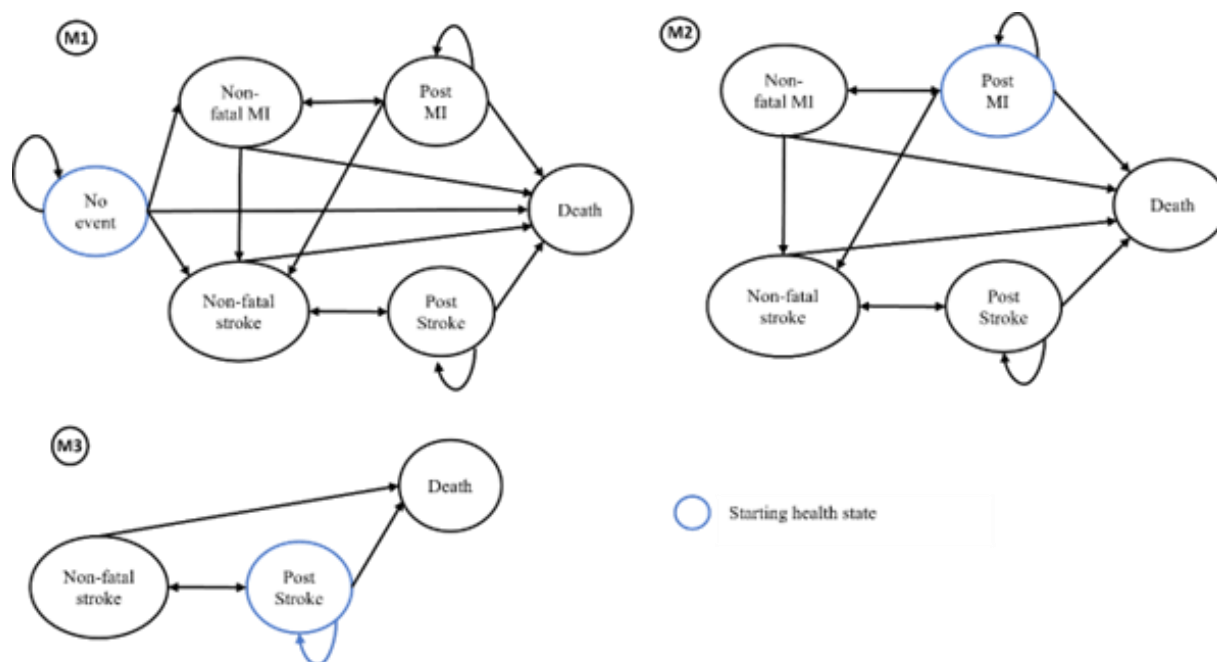 M1
Non-
fatal MI
Post
MI
No
event
Death
Non-fatal
stroke
Post
Stroke
M2
Non-
fatal MI
Post
MI
Death
Non-fatal
stroke
Post
Stroke
M3
Death
Non-fatal
stroke
Post
Stroke
Starting health state